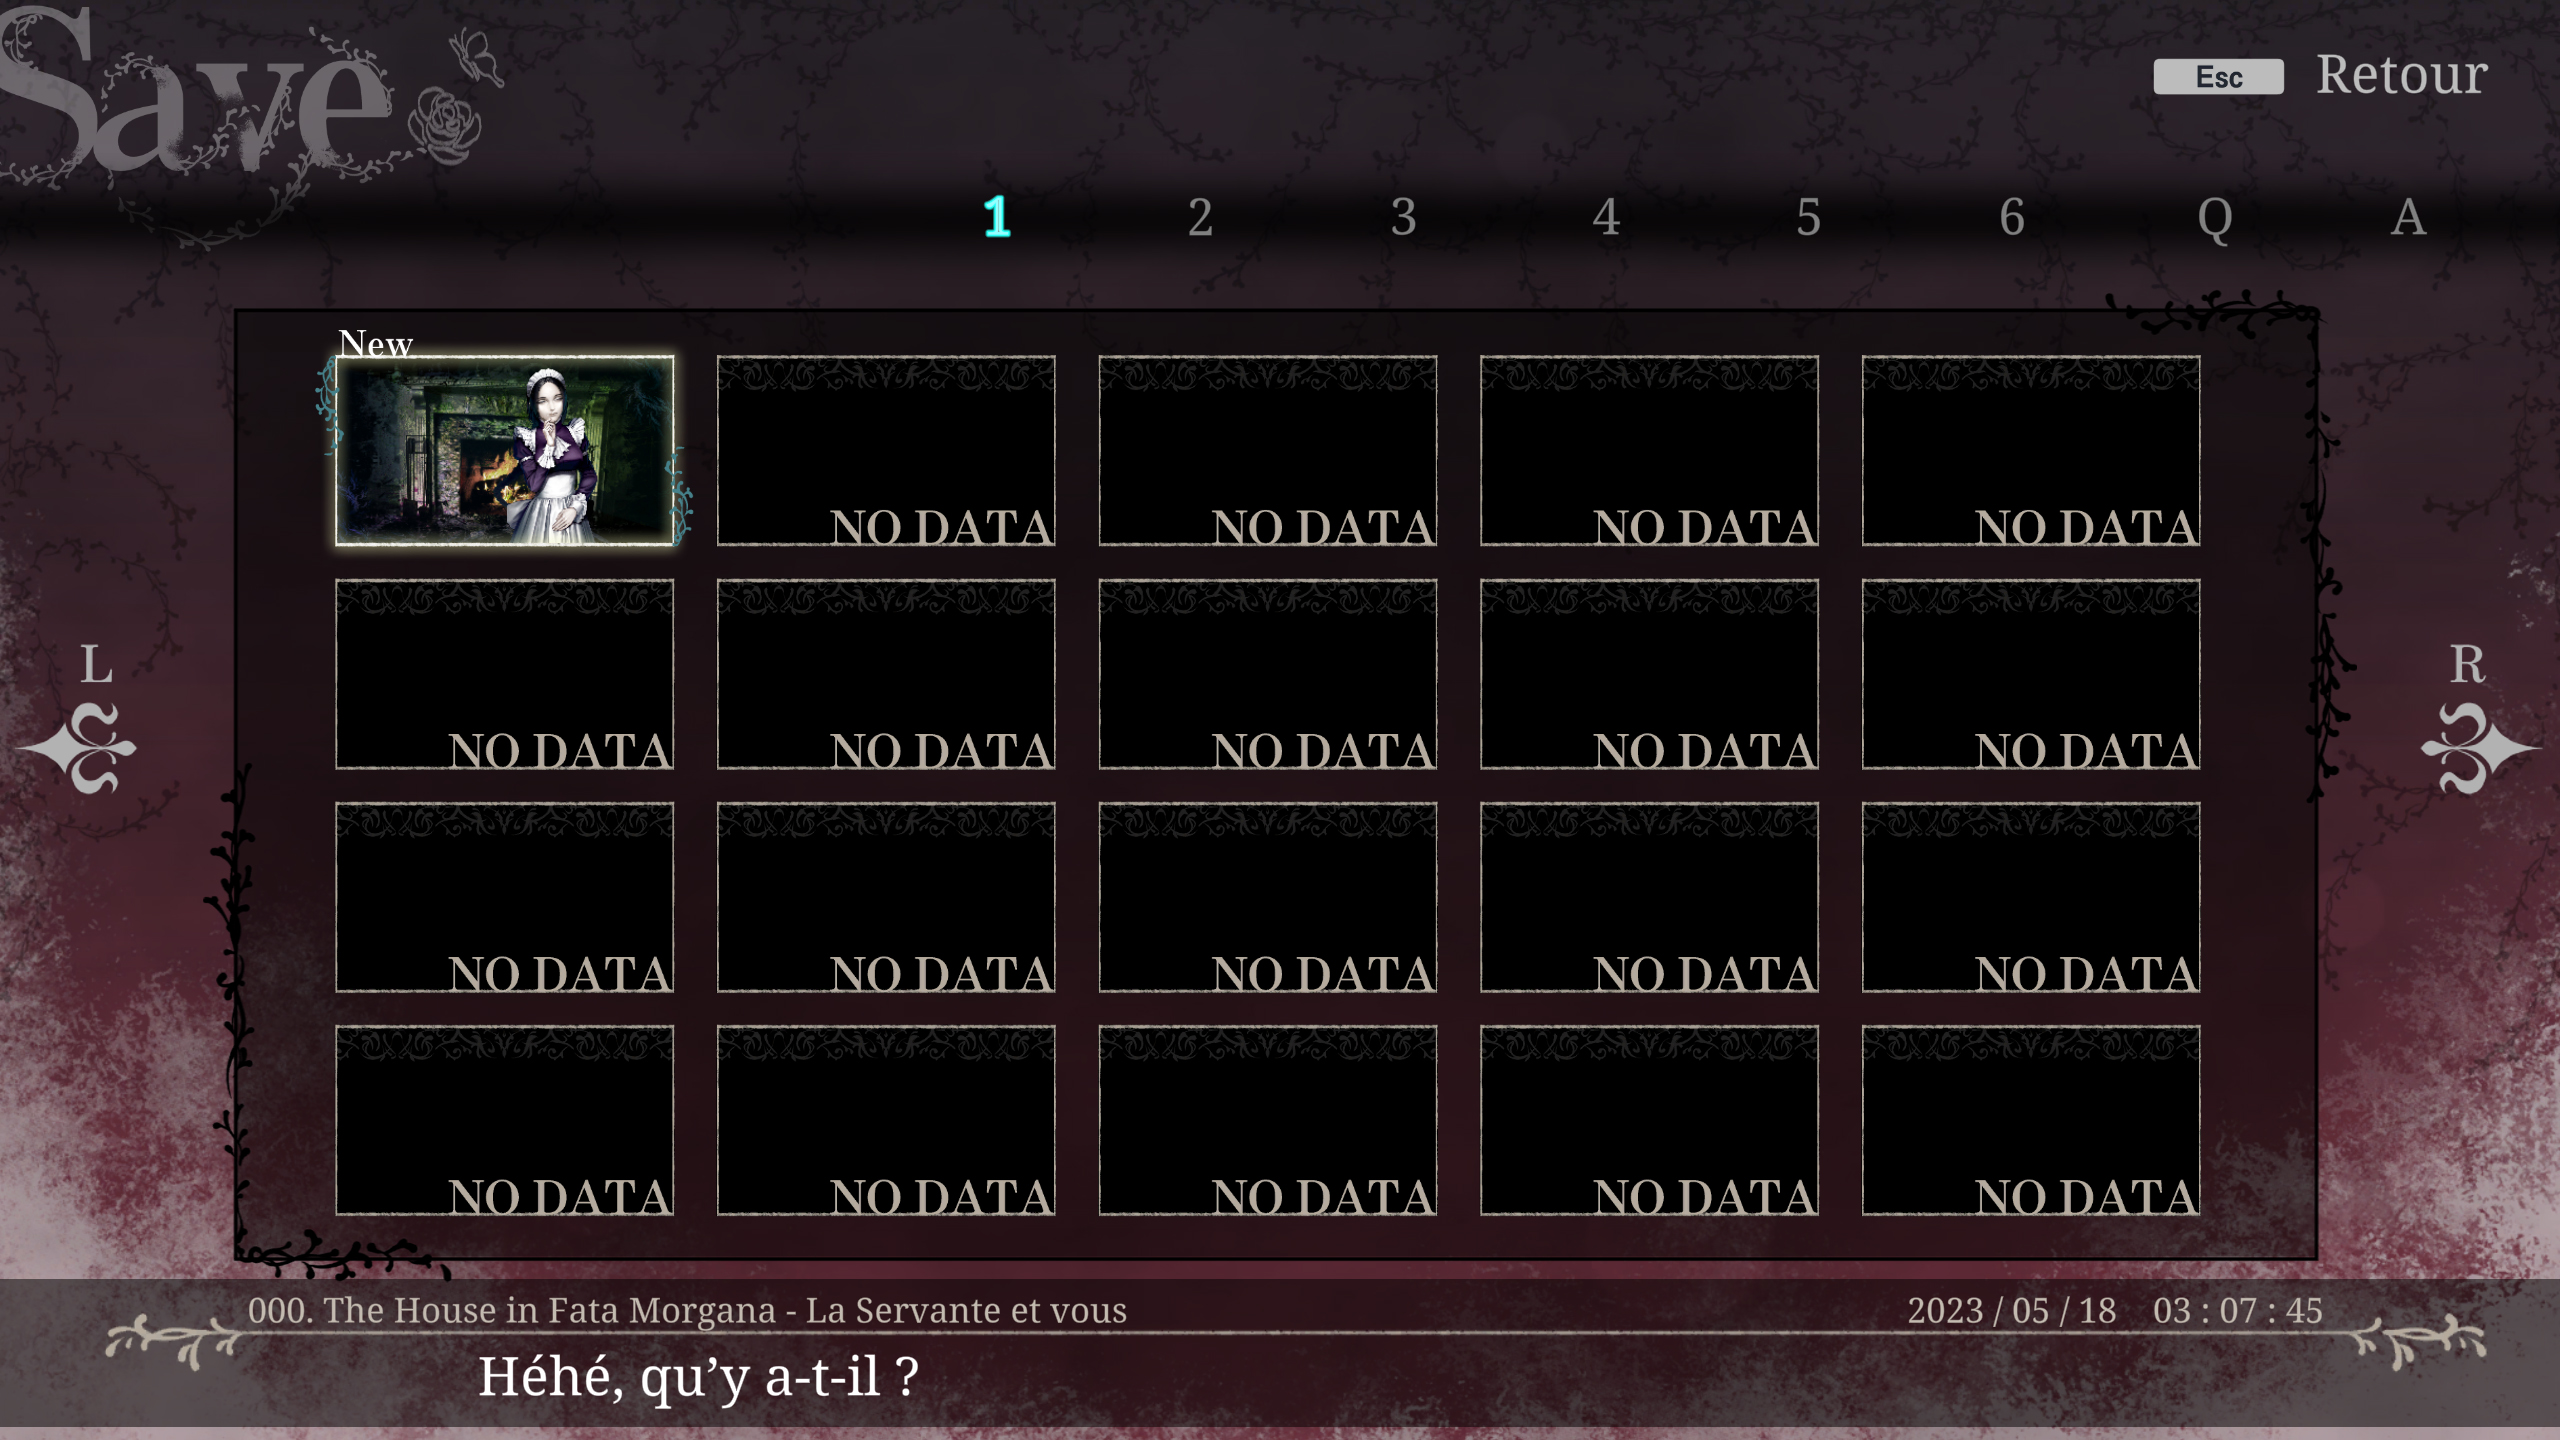 Save
Esc Retour
1 2 3 4 5 6 Q A
New
NO DATA NO DATA NO DATA NO DATA
L R
NO DATA NO DATA NO DATA NO DATA NO DATA
NO DATA NO DATA NO DATA NO DATA NO DATA
NO DATA NO DATA NO DATA NO DATA NO DATA
000. The House in Fata Morgana - La Servante et vous 2023 / 05 / 18 03 : 07 : 45
Héhé, qu’y a-t-il ?